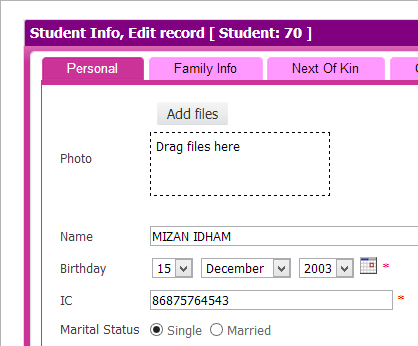 Student Info, Edit record [ Student: 70 ]
Personal Family Info Next Of Kin
Add files
Photo Drag files here
Name MIZAN IDHAM
Birthday 15 December 2003 *
IC 86875764543 *
Marital Status Single Married